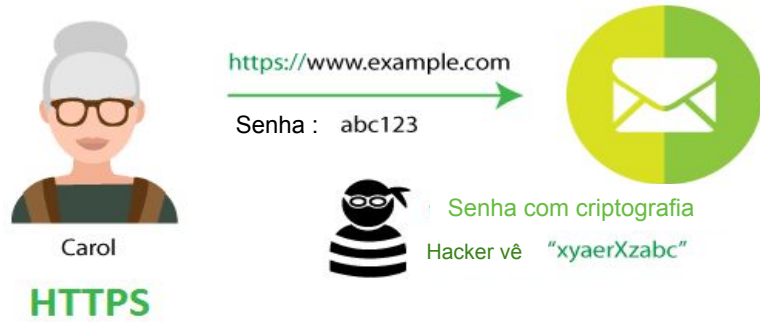 https://www.example.com
Senha : abc123
Senha com criptografia
Carol
Hacker vê "xyaerXzabc"
HTTPS